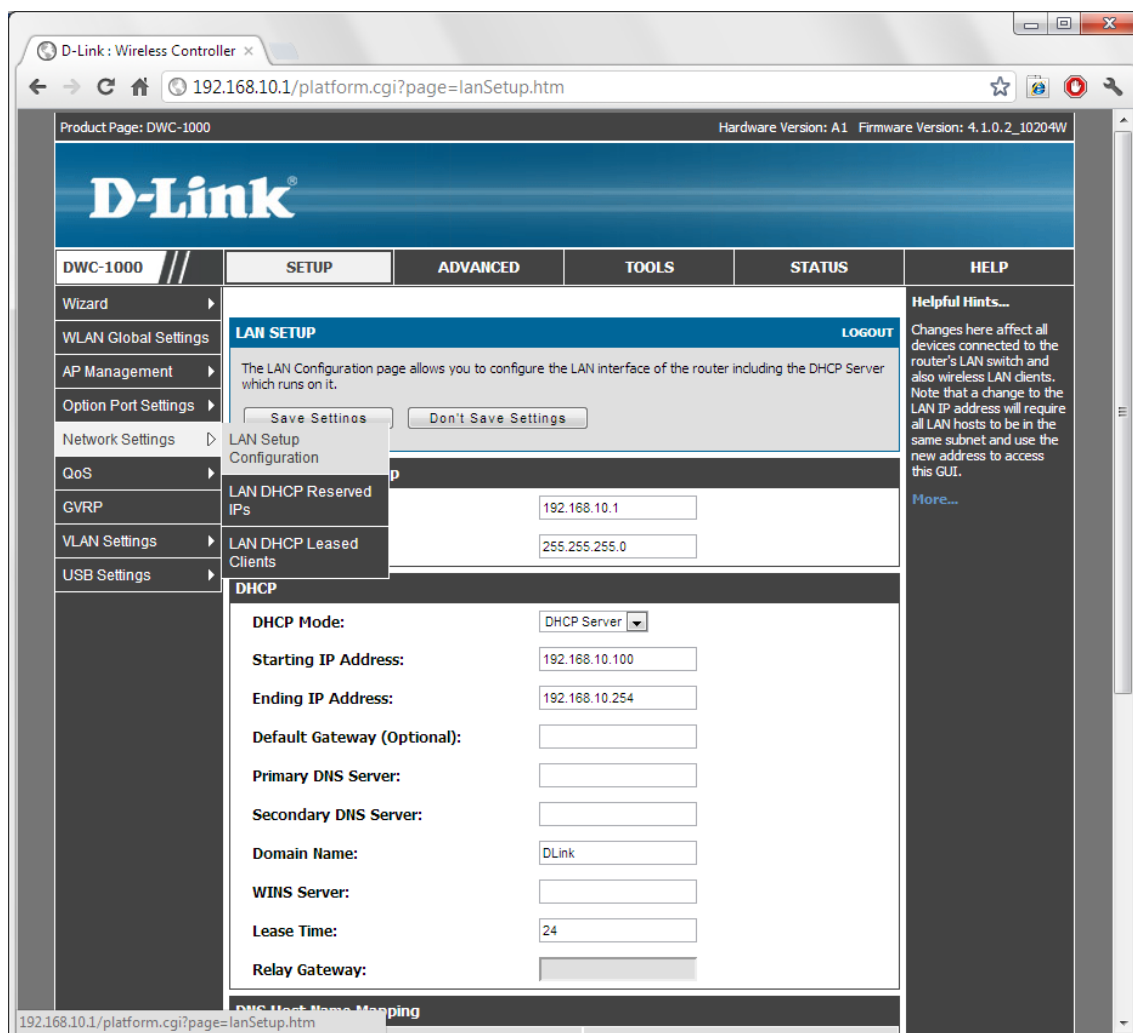 D-Link : Wireless Controller ×
192.168.10.1/platform.cgi?page=lanSetup.htm
Product Page: DWC-1000
Hardware Version: A1 Firmware Version: 4.1.0.2_10204W
D-Link®
DWC-1000
SETUP
ADVANCED
TOOLS
STATUS
HELP
Wizard
WLAN Global Settings
AP Management
Option Port Settings
Network Settings
QoS
GVRP
VLAN Settings
USB Settings
LAN Setup
Configuration
LAN DHCP Reserved
IPs
LAN DHCP Leased
Clients
LAN SETUP
LOGOUT
The LAN Configuration page allows you to configure the LAN interface of the router including the DHCP Server
which runs on it.
Save Settings
Don't Save Settings
p
192.168.10.1
255.255.255.0
DHCP
DHCP Mode:
DHCP Server
Starting IP Address:
192.168.10.100
Ending IP Address:
192.168.10.254
Default Gateway (Optional):
Primary DNS Server:
Secondary DNS Server:
Domain Name:
DLink
WINS Server:
Lease Time:
24
Relay Gateway:
DNS Host Name Mapping
Helpful Hints...
Changes here affect all
devices connected to the
router's LAN switch and
also wireless LAN clients.
Note that a change to the
LAN IP address will require
all LAN hosts to be in the
same subnet and use the
new address to access
this GUI.
More...
192.168.10.1/platform.cgi?page=lanSetup.htm